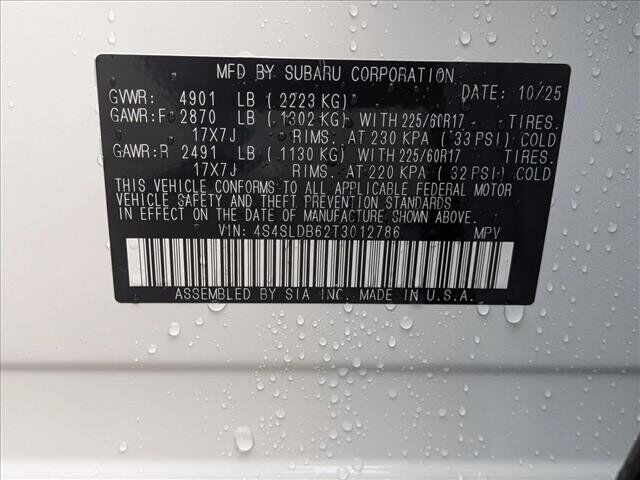 MFD BY SUBARU CORPORATION DATE: 10/25
GVWR: 4901 LB (2223 KG)
GAWR:F 2870 LB (1302 KG) WITH 225/60R17 TIRES.
17X7J RIMS. AT 230 KPA (33 PSI) COLD
GAWR:R 2491 LB (1130 KG) WITH 225/60R17 TIRES.
17X7J RIMS. AT 220 KPA (32 PSI) COLD
THIS VEHICLE CONFORMS TO ALL APPLICABLE FEDERAL MOTOR
VEHICLE SAFETY AND THEFT PREVENTION STANDARDS
IN EFFECT ON THE DATE OF MANUFACTURE SHOWN ABOVE.
VIN: 4S4SLDB62T3012786 MPV
ASSEMBLED BY SIA INC. MADE IN U.S.A.